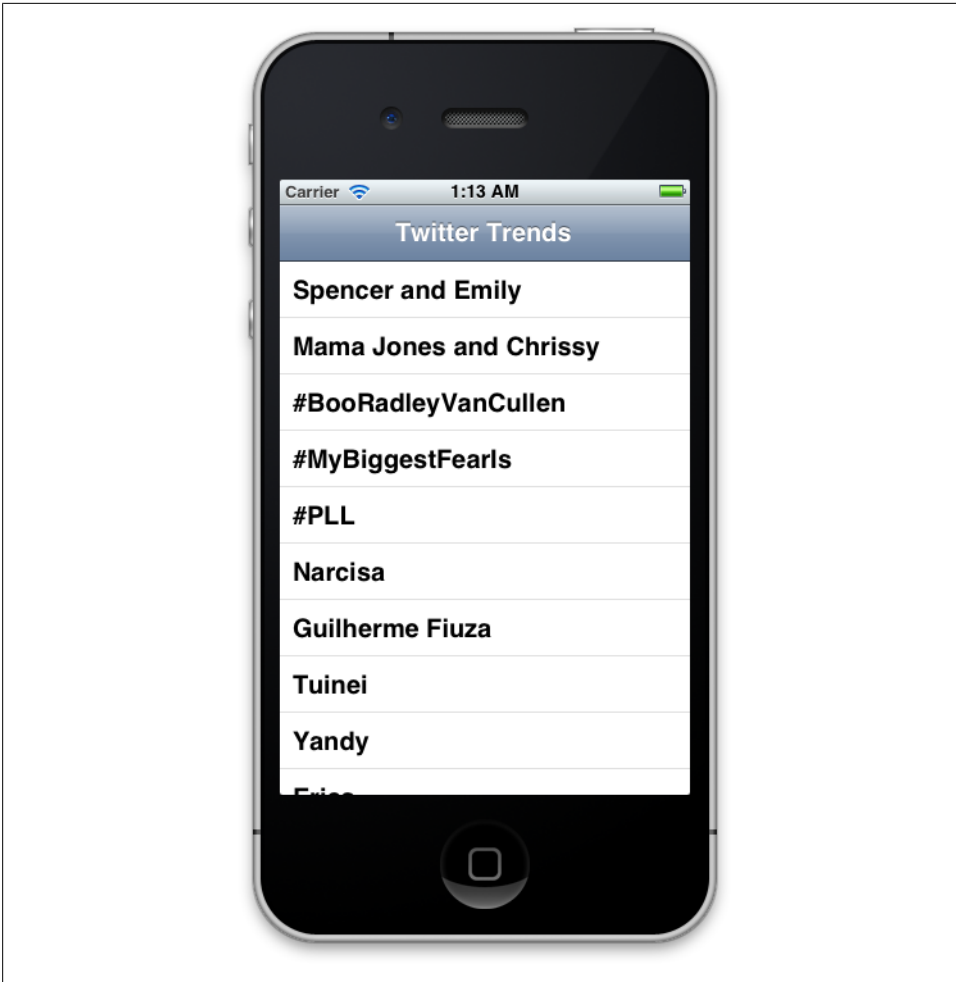 Carrier 1:13 AM
Twitter Trends
Spencer and Emily
Mama Jones and Chrissy
#BooRadleyVanCullen
#MyBiggestFearIs
#PLL
Narcisa
Guilherme Fiuza
Tuinei
Yandy